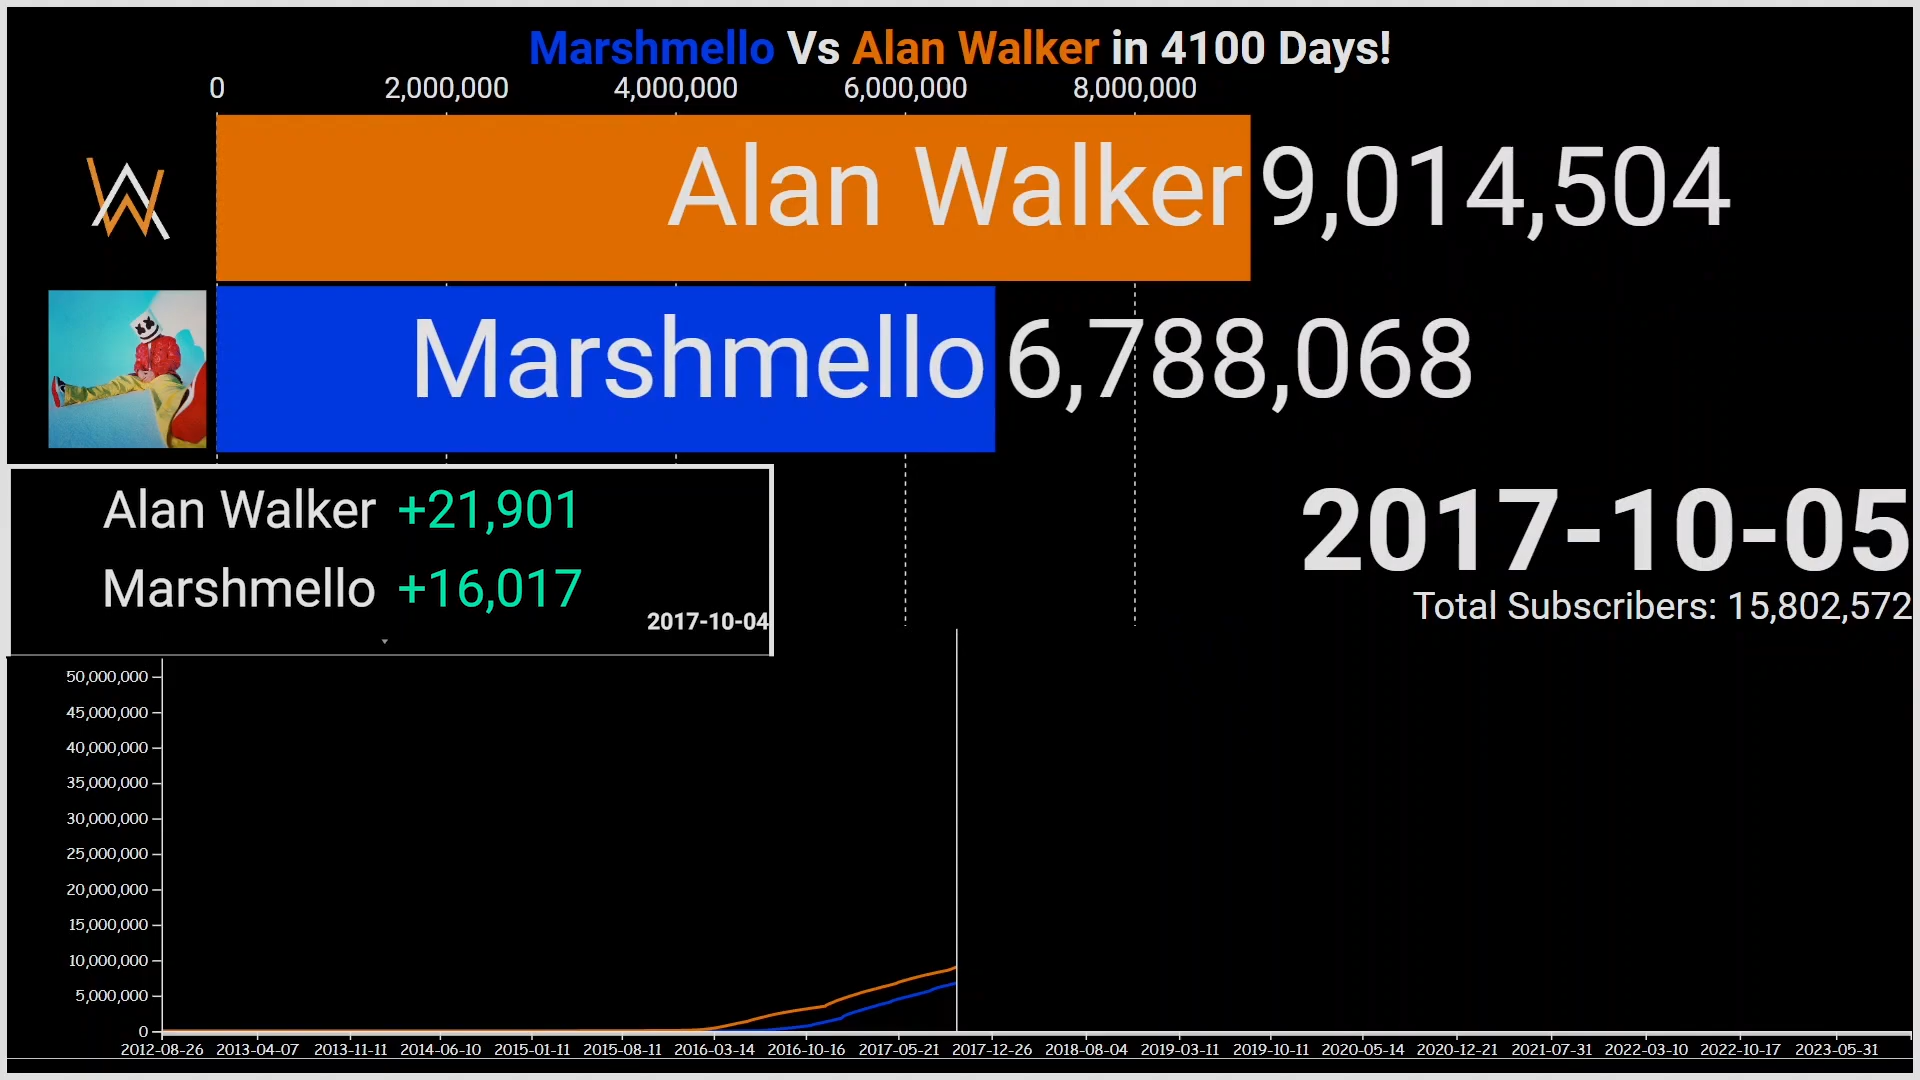 Marshmello Vs Alan Walker in 4100 Days!
0 2,000,000 4,000,000 6,000,000 8,000,000
Alan Walker 9,014,504
Marshmello 6,788,068
Alan Walker +21,901
Marshmello +16,017
2017-10-04
2017-10-05
Total Subscribers: 15,802,572
50,000,000
45,000,000
40,000,000
35,000,000
30,000,000
25,000,000
20,000,000
15,000,000
10,000,000
5,000,000
0
2012-08-26 2013-04-07 2013-11-11 2014-06-10 2015-01-11 2015-08-11 2016-03-14 2016-10-16 2017-05-21 2017-12-26 2018-08-04 2019-03-11 2019-10-11 2020-05-14 2020-12-21 2021-07-31 2022-03-10 2022-10-17 2023-05-31